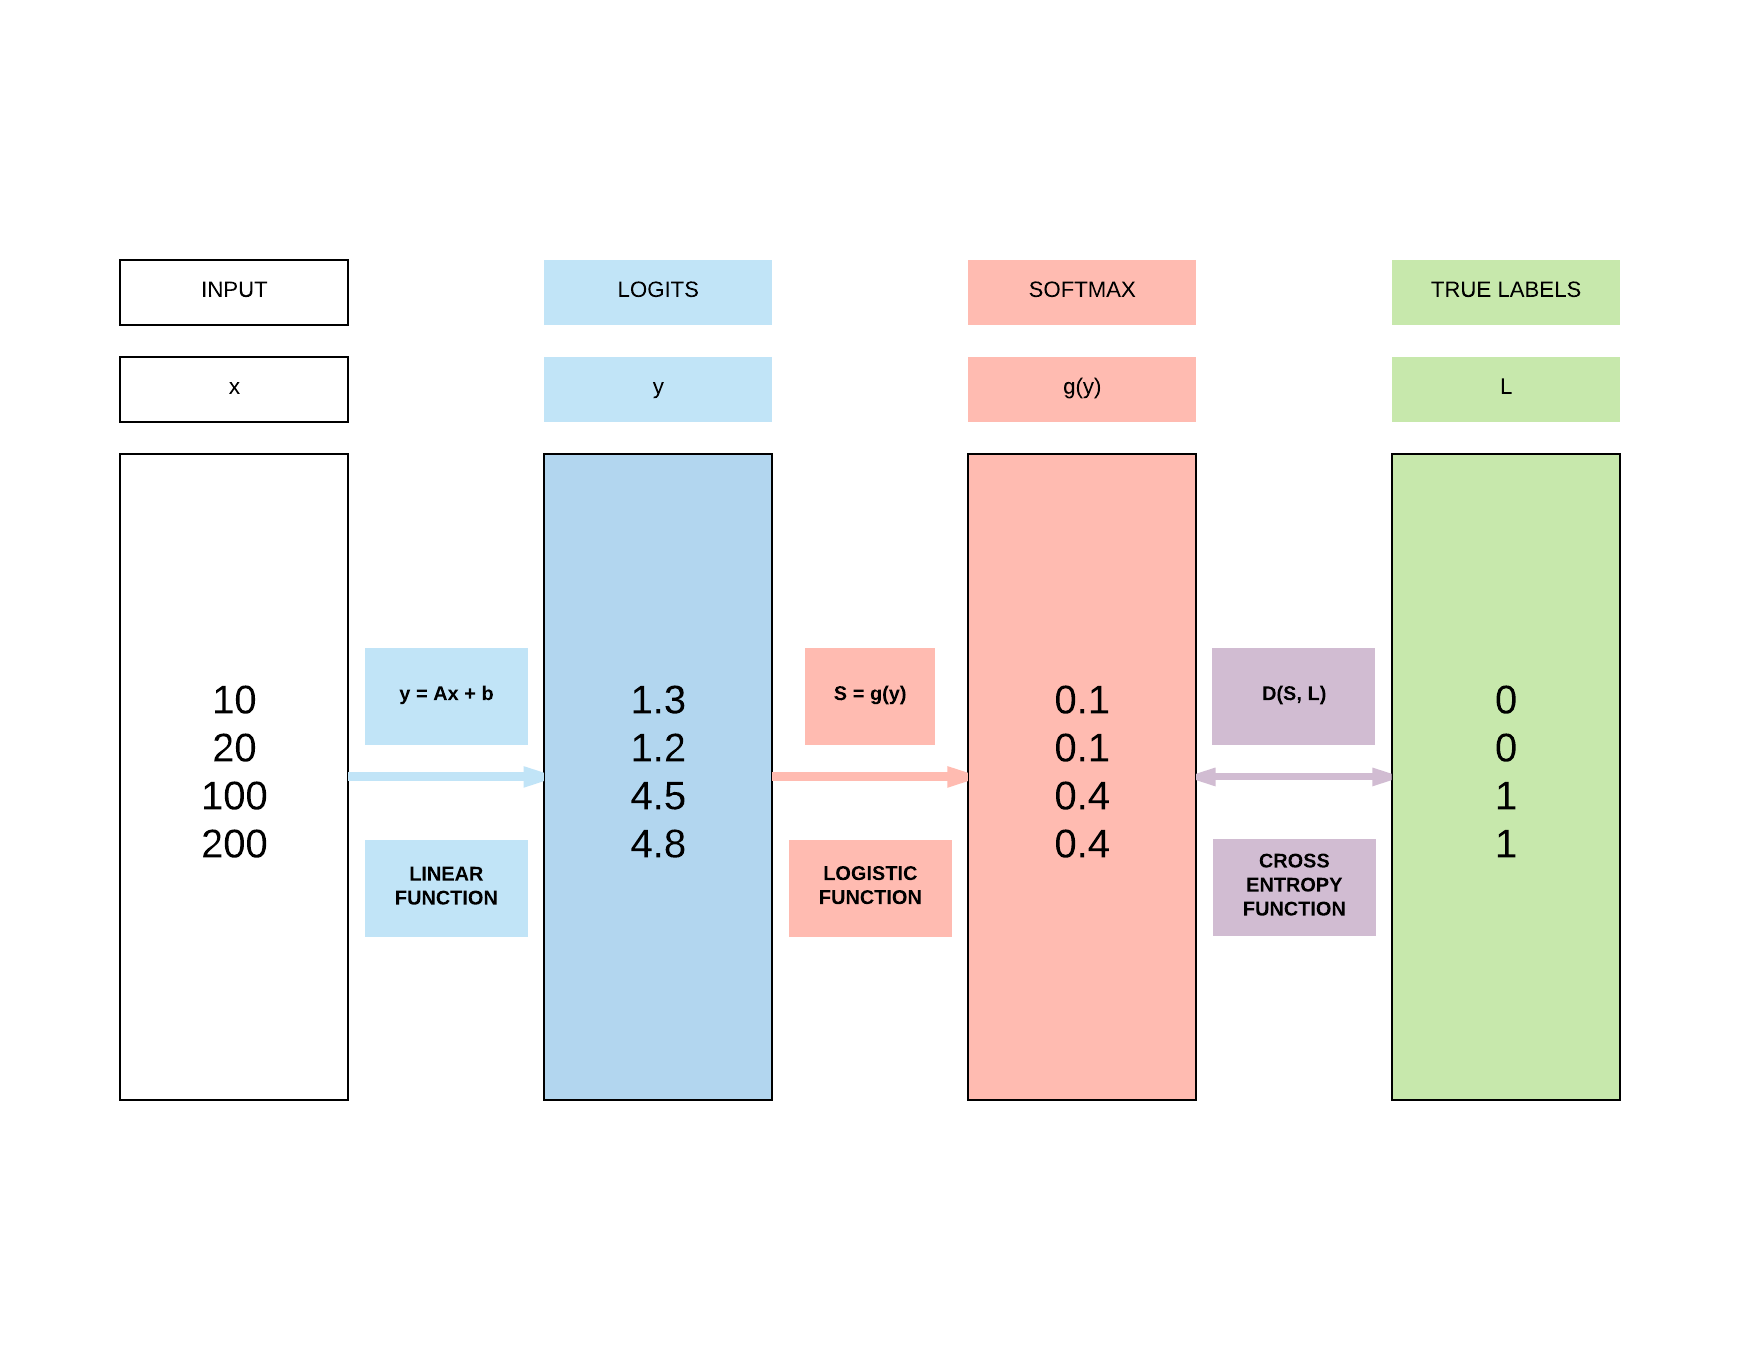 INPUT
LOGITS
SOFTMAX
TRUE LABELS
x
y
g(y)
L
10
20
100
200
y = Ax + b
LINEAR
FUNCTION
1.3
1.2
4.5
4.8
S = g(y)
LOGISTIC
FUNCTION
0.1
0.1
0.4
0.4
D(S, L)
CROSS
ENTROPY
FUNCTION
0
0
1
1